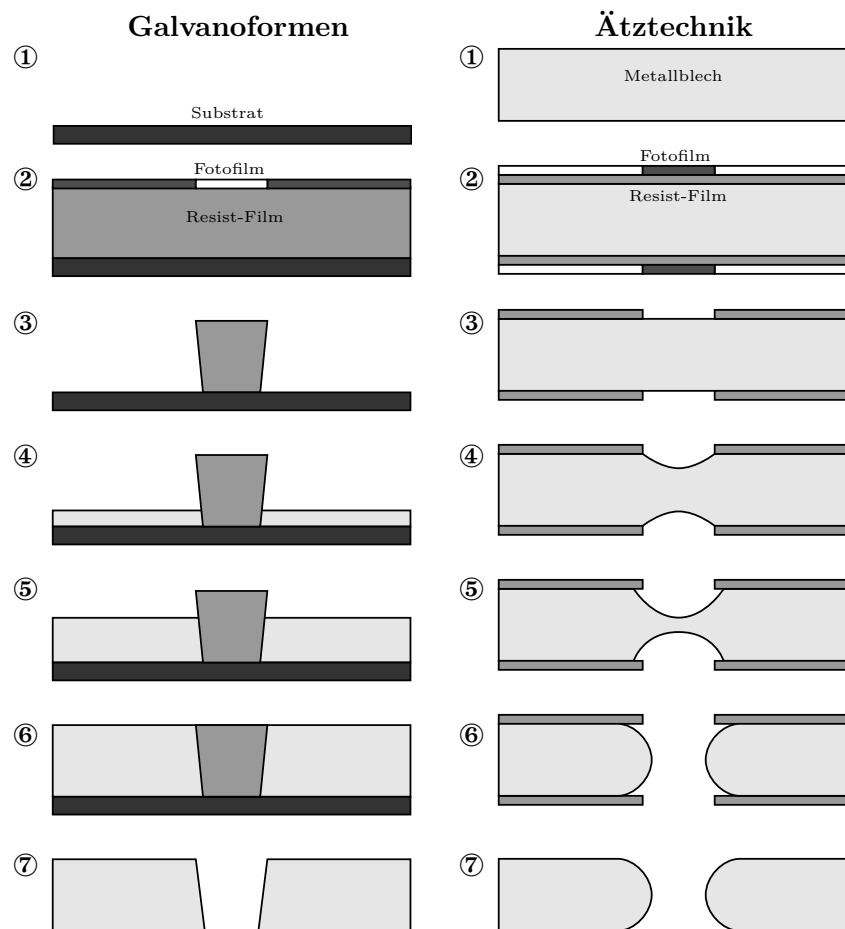 Galvanoformen
①
Substrat
②
Fotofilm
Resist-Film
③
④
⑤
⑥
⑦
Ätztechnik
①
Metallblech
②
Fotofilm
Resist-Film
③
④
⑤
⑥
⑦